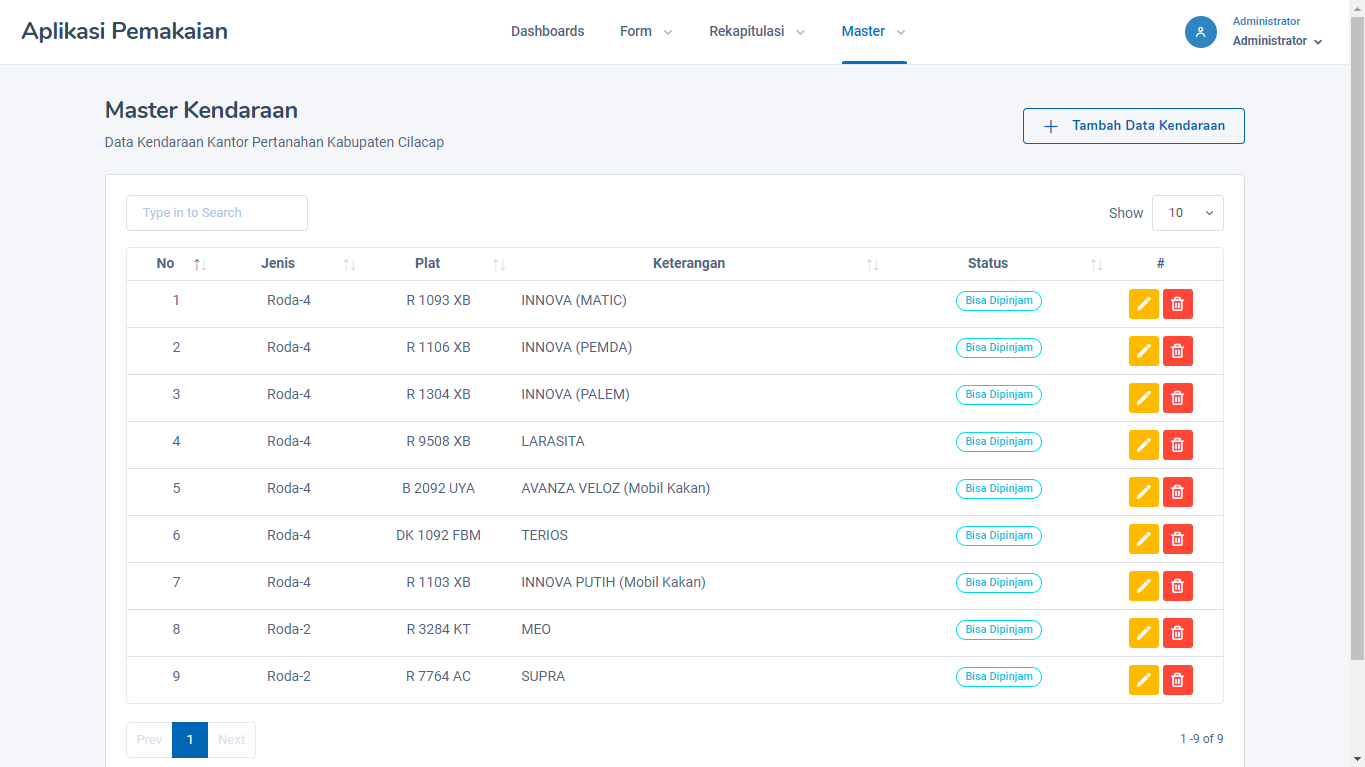 Aplikasi Pemakaian
Dashboards Form Rekapitulasi Master
Administrator
Administrator
Master Kendaraan
Data Kendaraan Kantor Pertanahan Kabupaten Cilacap
+ Tambah Data Kendaraan
Type in to Search
Show 10
No Jenis Plat Keterangan Status #
1 Roda-4 R 1093 XB INNOVA (MATIC) Bisa Dipinjam
2 Roda-4 R 1106 XB INNOVA (PEMDA) Bisa Dipinjam
3 Roda-4 R 1304 XB INNOVA (PALEM) Bisa Dipinjam
4 Roda-4 R 9508 XB LARASITA Bisa Dipinjam
5 Roda-4 B 2092 UYA AVANZA VELOZ (Mobil Kakan) Bisa Dipinjam
6 Roda-4 DK 1092 FBM TERIOS Bisa Dipinjam
7 Roda-4 R 1103 XB INNOVA PUTIH (Mobil Kakan) Bisa Dipinjam
8 Roda-2 R 3284 KT MEO Bisa Dipinjam
9 Roda-2 R 7764 AC SUPRA Bisa Dipinjam
Prev 1 Next
1 -9 of 9